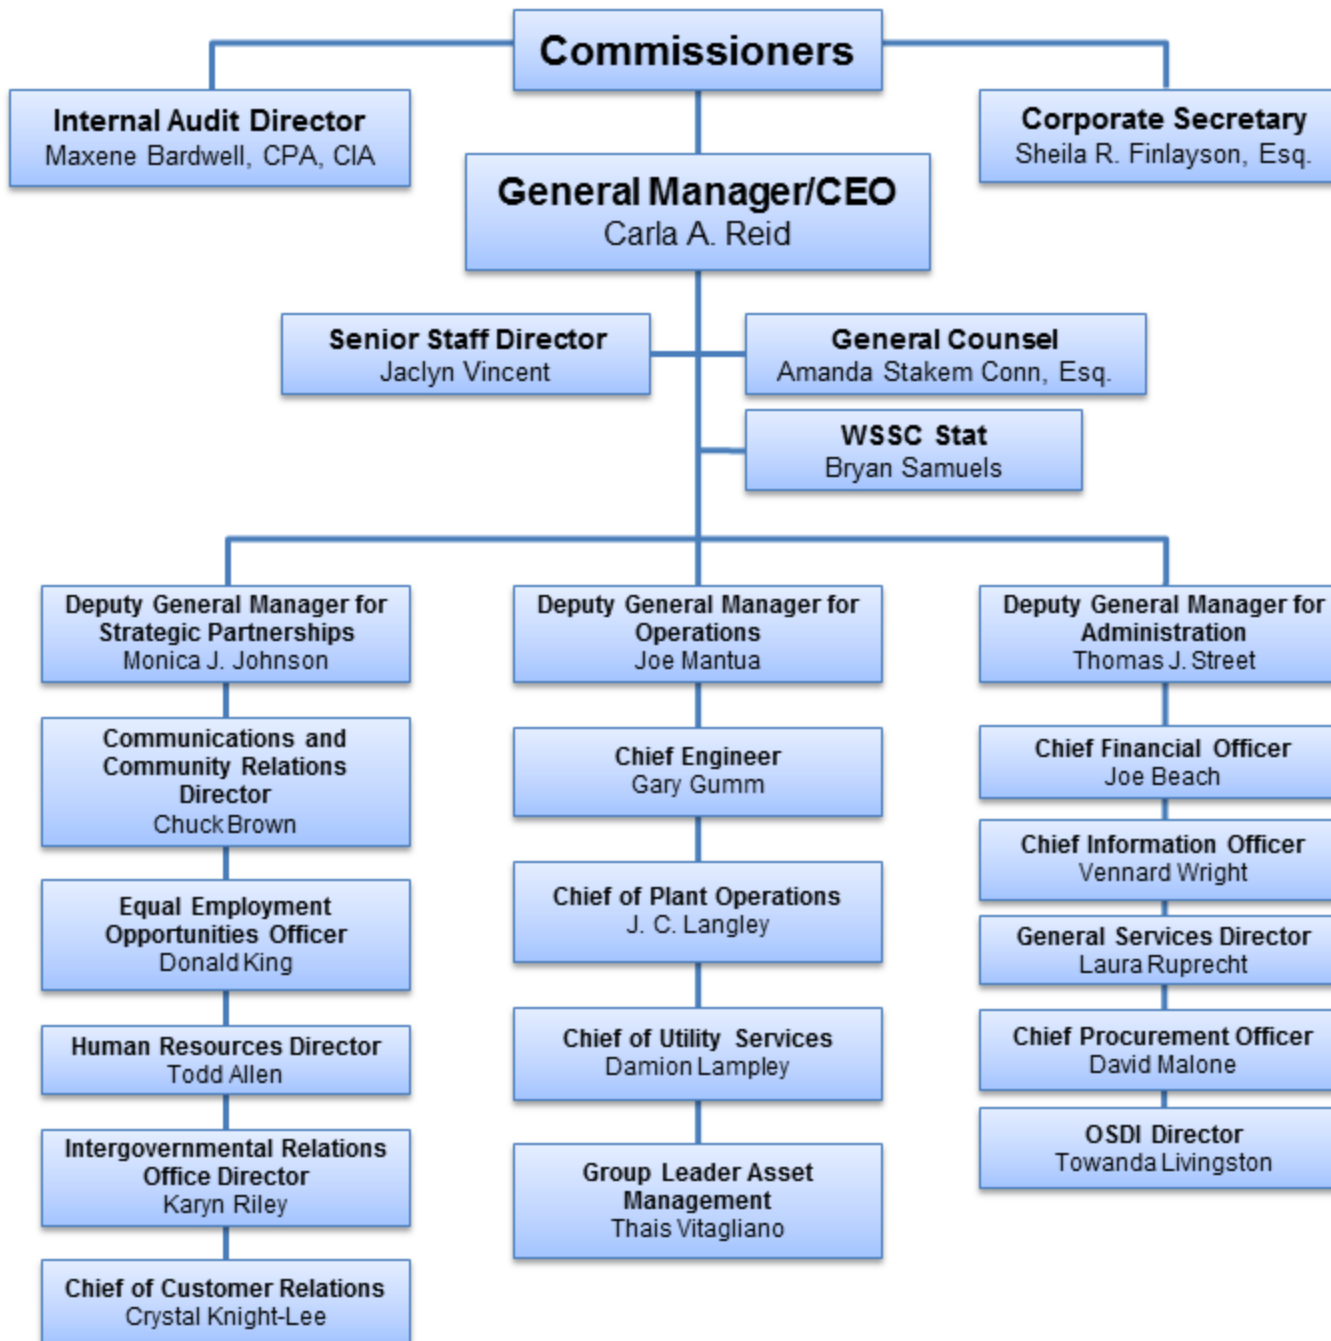 Commissioners
Internal Audit Director
Maxene Bardwell, CPA, CIA
Corporate Secretary
Sheila R. Finlayson, Esq.
General Manager/CEO
Carla A. Reid
Senior Staff Director
Jaclyn Vincent
General Counsel
Amanda Stakem Conn, Esq.
WSSC Stat
Bryan Samuels
Deputy General Manager for
Strategic Partnerships
Monica J. Johnson
Communications and
Community Relations
Director
Chuck Brown
Equal Employment
Opportunities Officer
Donald King
Human Resources Director
Todd Allen
Intergovernmental Relations
Office Director
Karyn Riley
Chief of Customer Relations
Crystal Knight-Lee
Deputy General Manager for
Operations
Joe Mantua
Chief Engineer
Gary Gumm
Chief of Plant Operations
J. C. Langley
Chief of Utility Services
Damion Lampley
Group Leader Asset
Management
Thais Vitagliano
Deputy General Manager for
Administration
Thomas J. Street
Chief Financial Officer
Joe Beach
Chief Information Officer
Vennard Wright
General Services Director
Laura Ruprecht
Chief Procurement Officer
David Malone
OSDI Director
Towanda Livingston